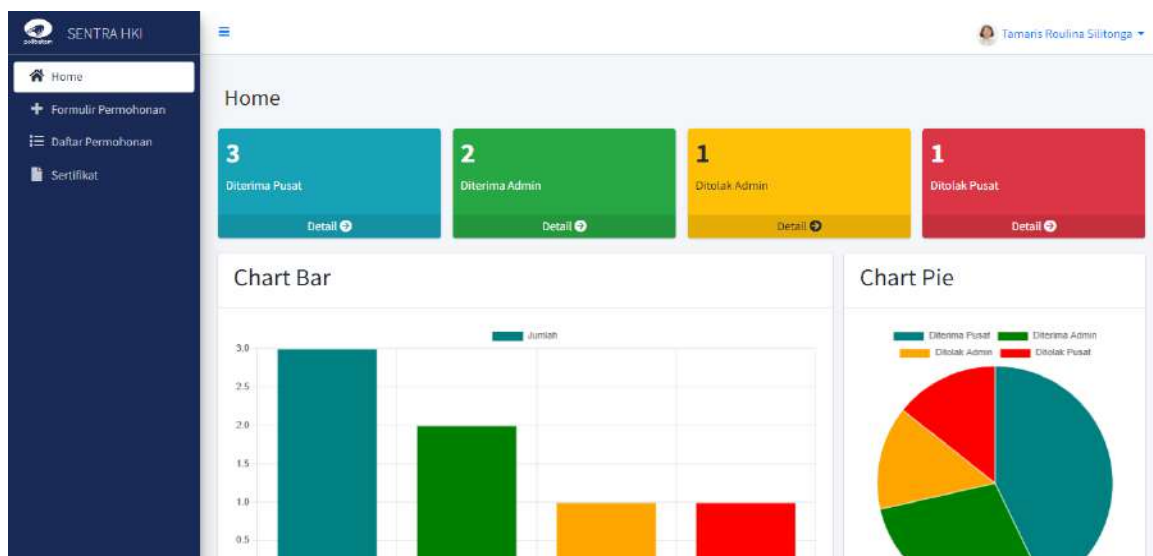 polibatam
SENTRA HKI
Tamaris Roulina Silitonga
Home
Formulir Permohonan
Daftar Permohonan
Sertifikat
Home
3
Diterima Pusat
Detail
2
Diterima Admin
Detail
1
Ditolak Admin
Detail
1
Ditolak Pusat
Detail
Chart Bar
Jumlah
3.0
2.5
2.0
1.5
1.0
0.5
Chart Pie
Diterima Pusat
Diterima Admin
Ditolak Admin
Ditolak Pusat